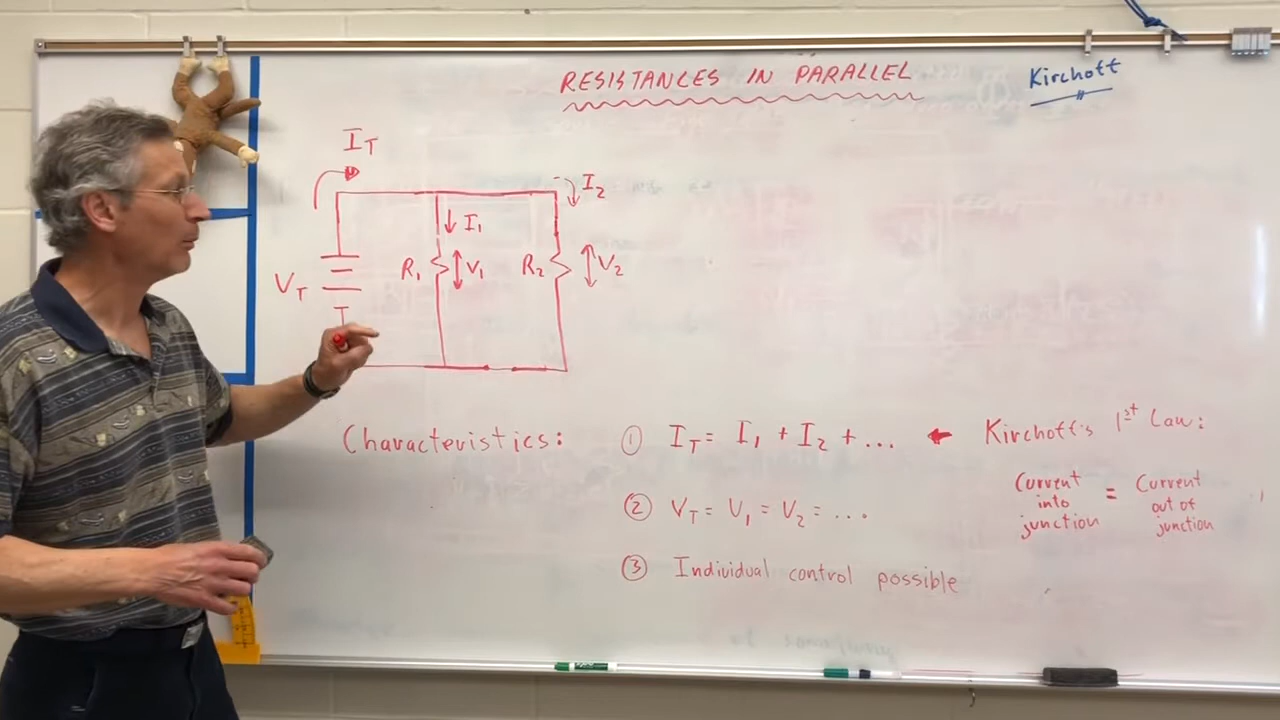 RESISTANCES IN PARALLEL
Kirchoff
I_T
I_2
I_1
V_T
R_1
V_1
R_2
V_2
Characteristics:
① I_T = I_1 + I_2 + ... ← Kirchoff's 1st Law:
Current into junction = Current out of junction
② V_T = V_1 = V_2 = ...
③ Individual control possible